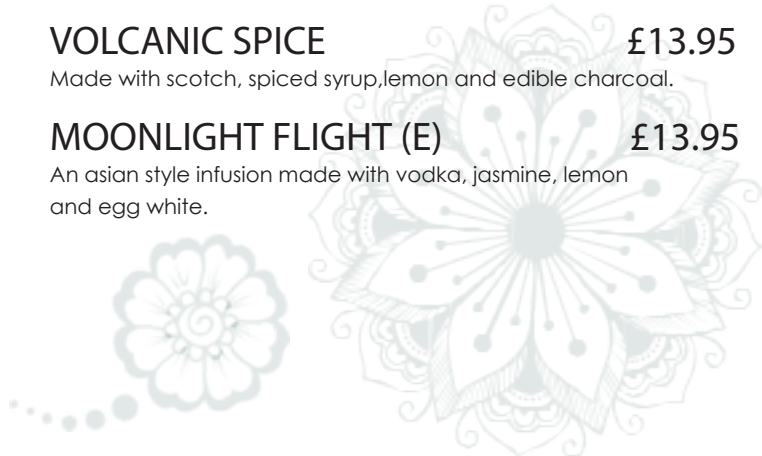 VOLCANIC SPICE £13.95
Made with scotch, spiced syrup,lemon and edible charcoal.
MOONLIGHT FLIGHT (E) £13.95
An asian style infusion made with vodka, jasmine, lemon
and egg white.